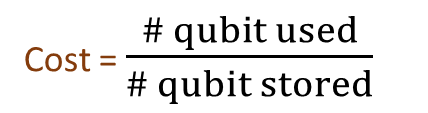 # qubit used
Cost =
# qubit stored